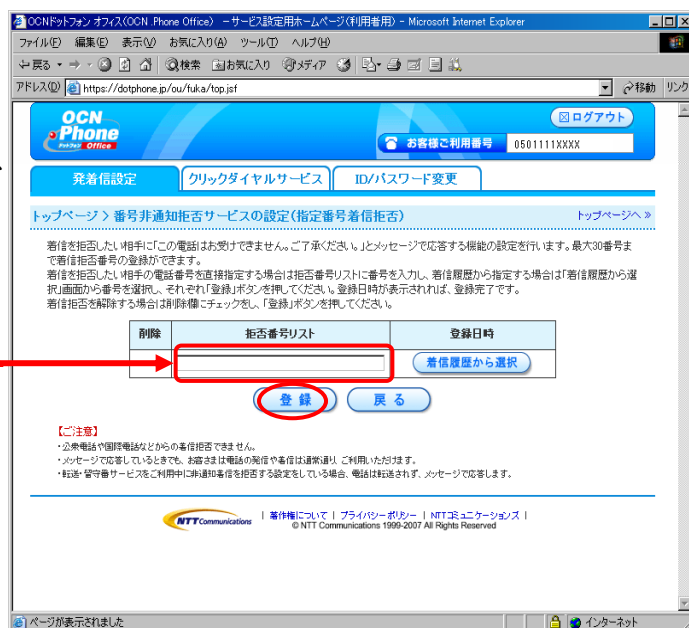 OCNドットフォン オフィス(OCN .Phone Office) －サービス設定用ホームページ(利用者用) - Microsoft Internet Explorer
ファイル(F) 編集(E) 表示(V) お気に入り(A) ツール(T) ヘルプ(H)
戻る 検索 お気に入り メディア
アドレス(D) https://dotphone.jp/ou/fuka/top.jsf 移動 リンク
OCN
.Phone
Office
ログアウト
お客様ご利用番号 0501111XXXX
発着信設定 クリックダイヤルサービス ID/パスワード変更
トップページ > 番号非通知拒否サービスの設定(指定番号着信拒否) トップページへ »
着信を拒否したい相手に「この電話はお受けできません。ご了承ください。」とメッセージで応答する機能の設定を行います。最大30番号ま
で着信拒否番号の登録ができます。
着信を拒否したい相手の電話番号を直接指定する場合は拒否番号リストに番号を入力し、着信履歴から指定する場合は「着信履歴から選
択」画面から番号を選択し、それぞれ「登録」ボタンを押してください。登録日時が表示されれば、登録完了です。
着信拒否を解除する場合は削除欄にチェックをし、「登録」ボタンを押してください。
削除 拒否番号リスト 登録日時
着信履歴から選択
登 録 戻 る
【ご注意】
・公衆電話や国際電話などからの着信拒否できません。
・メッセージで応答しているときでも、お客さまは電話の発信や着信は通常通り、ご利用いただけます。
・転送・留守番サービスをご利用中に非通知着信を拒否する設定をしている場合、電話は転送されず、メッセージで応答します。
NTT Communications | 著作権について | プライバシーポリシー | NTTコミュニケーションズ |
© NTT Communications 1999-2007 All Rights Reserved
ページが表示されました インターネット